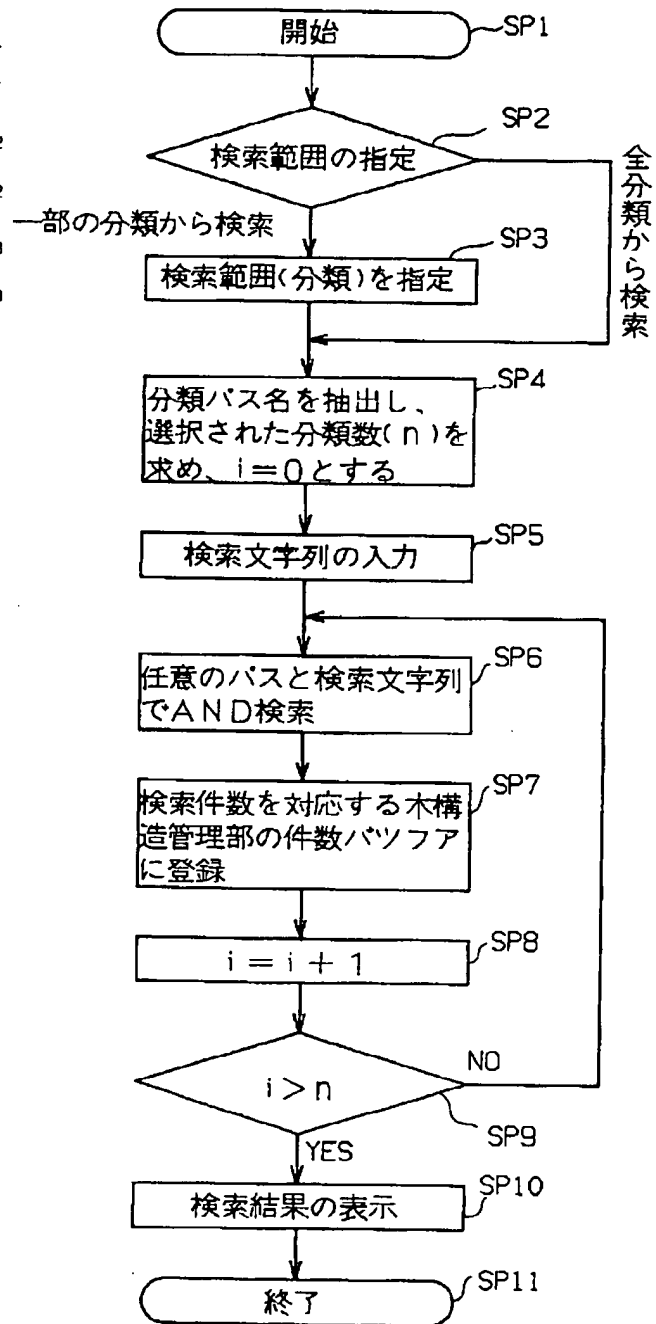 開始
SP1
検索範囲の指定
SP2
全分類から検索
一部の分類から検索
検索範囲(分類)を指定
SP3
分類パス名を抽出し、
選択された分類数(n)を
求め、i=0とする
SP4
検索文字列の入力
SP5
任意のパスと検索文字列
でAND検索
SP6
検索件数を対応する木構
造管理部の件数バツフア
に登録
SP7
i=i+1
SP8
i>n
NO
SP9
YES
検索結果の表示
SP10
終了
SP11